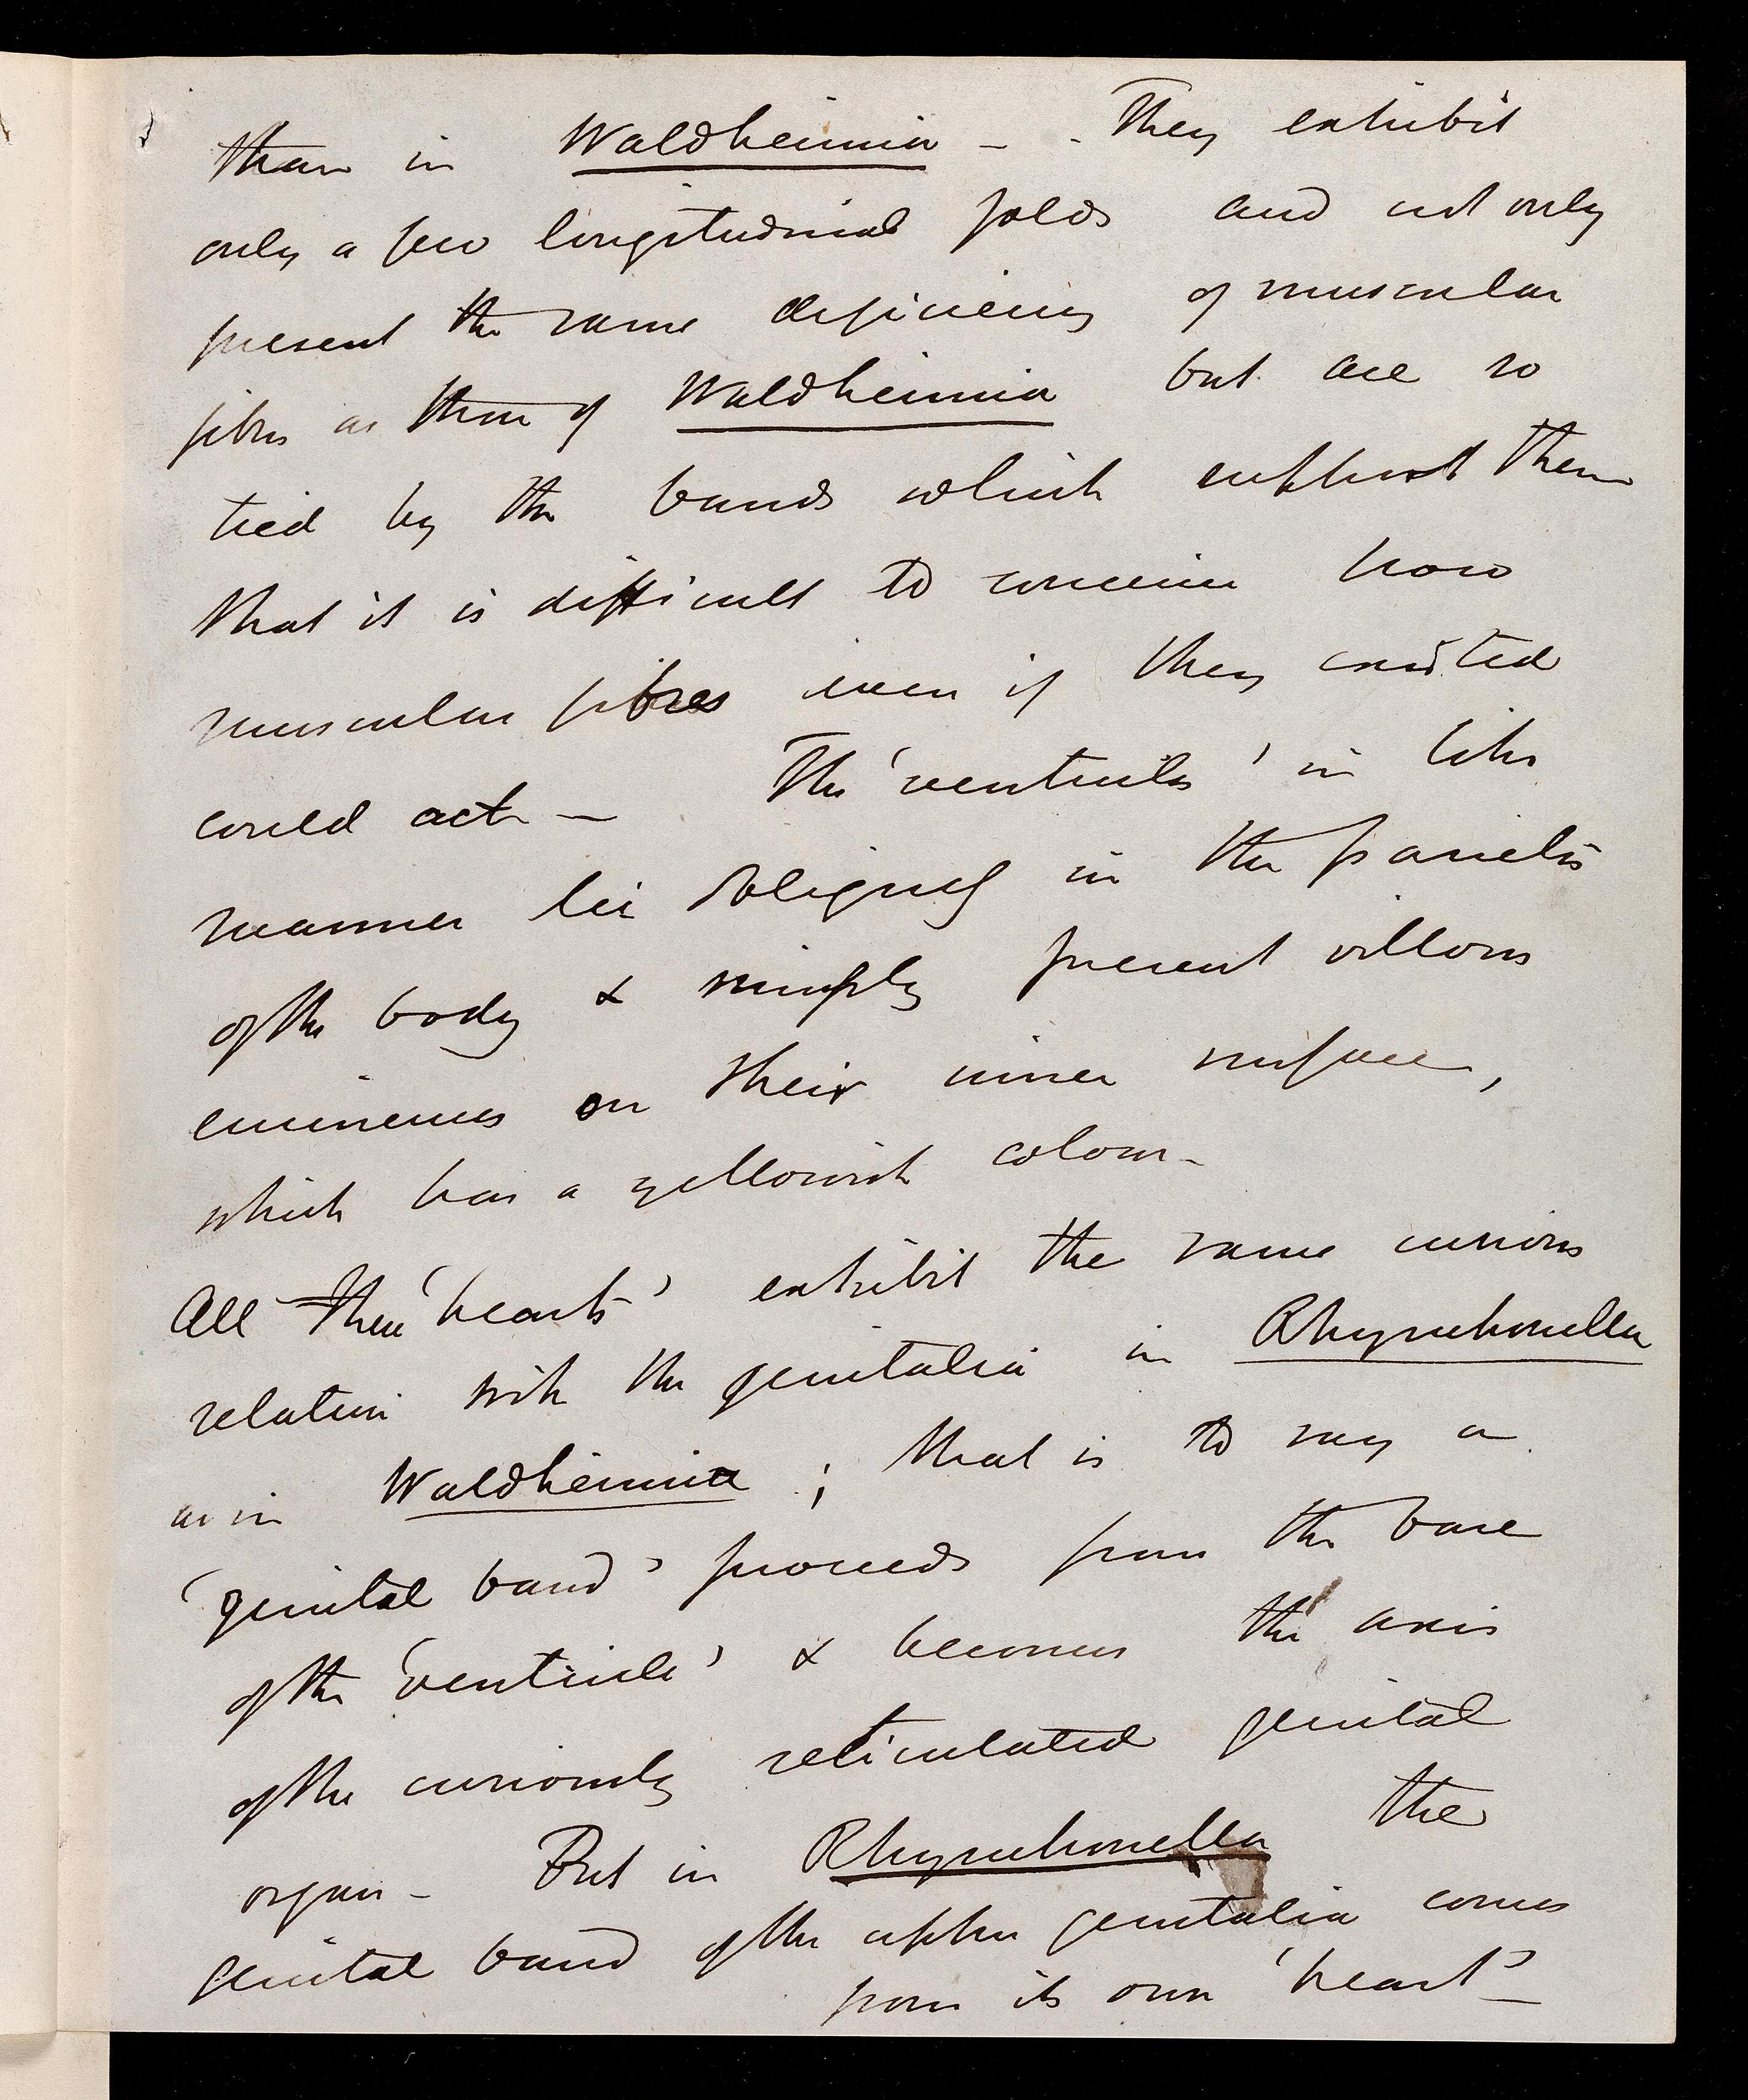 than in Waldheimia - - They exhibit
only a few longitudinal folds and not only
present the same deficiency of muscular
fibres as those of Waldheimia but are so
tied by the bands which support them
that it is difficult to conceive how
muscular fibres even if they existed
could act — The 'ventricles' in like
manner lie obliquely in the parietes
of the body & simply present villous
eminences on their inner surface,
which has a yellowish colour -
All these 'hearts' exhibit the same curious
relation with the genitalia in Rhynchonella
as in Waldheimia ; that is to say a
'genital band' proceeds from the base
of the 'ventricle' & becomes the axis
of the curiously reticulated genital
organ - But in Rhynchonella the
genital band of the upper genitalia comes
from its own 'heart' —